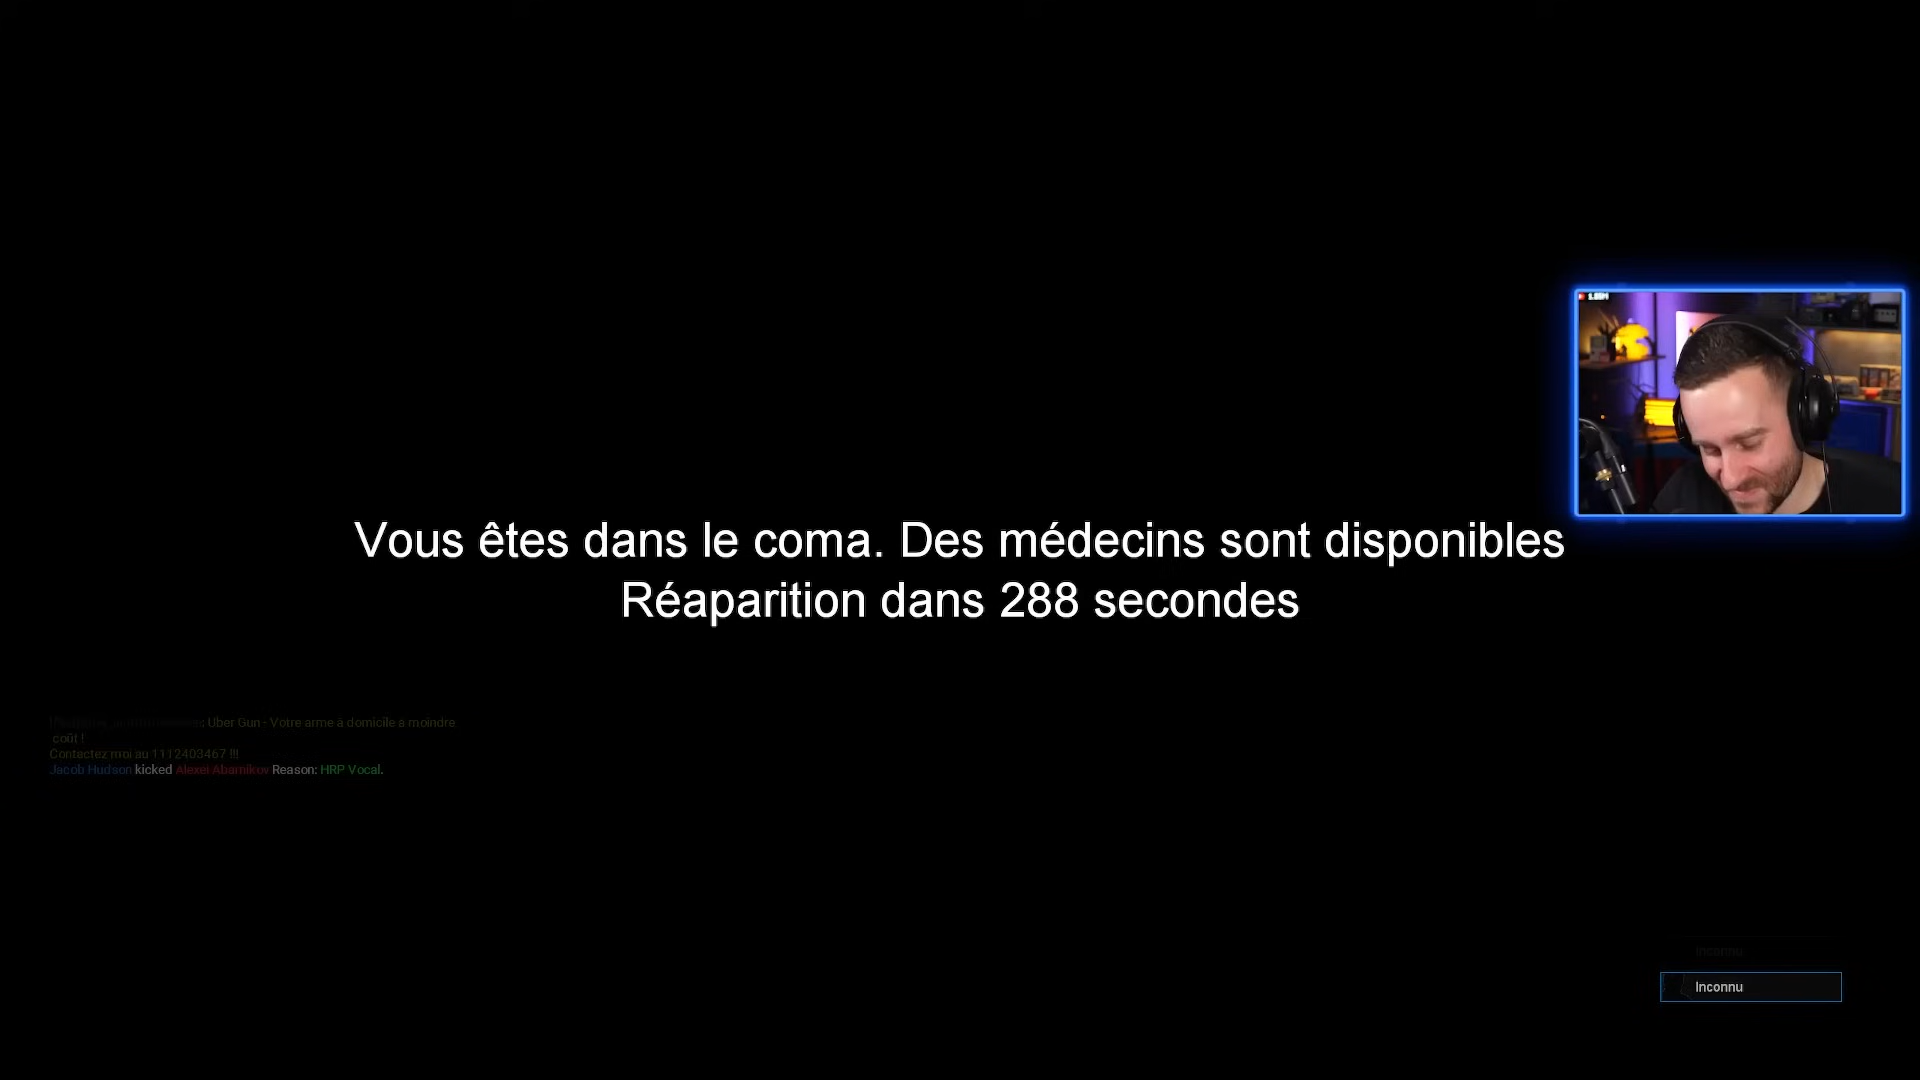 Vous êtes dans le coma. Des médecins sont disponibles
Réaparition dans 288 secondes
: Uber Gun - Votre arme à domicile a moindre
coût !
Contactez moi au 1112403467 !!!
Jacob Hudson kicked Alexei Abarnikov Reason: HRP Vocal.
Inconnu
Inconnu